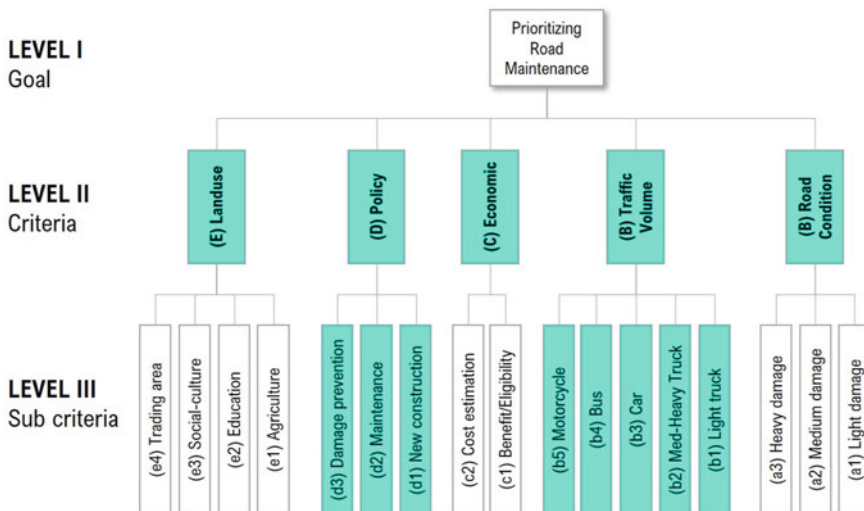 LEVEL I
Goal
Prioritizing
Road
Maintenance
LEVEL II
Criteria
(E) Landuse
(D) Policy
(C) Economic
(B) Traffic
Volume
(B) Road
Condition
LEVEL III
Sub criteria
(e4) Trading area
(e3) Social-culture
(e2) Education
(e1) Agriculture
(d3) Damage prevention
(d2) Maintenance
(d1) New construction
(c2) Cost estimation
(c1) Benefit/Eligibility
(b5) Motorcycle
(b4) Bus
(b3) Car
(b2) Med-Heavy Truck
(b1) Light truck
(a3) Heavy damage
(a2) Medium damage
(a1) Light damage